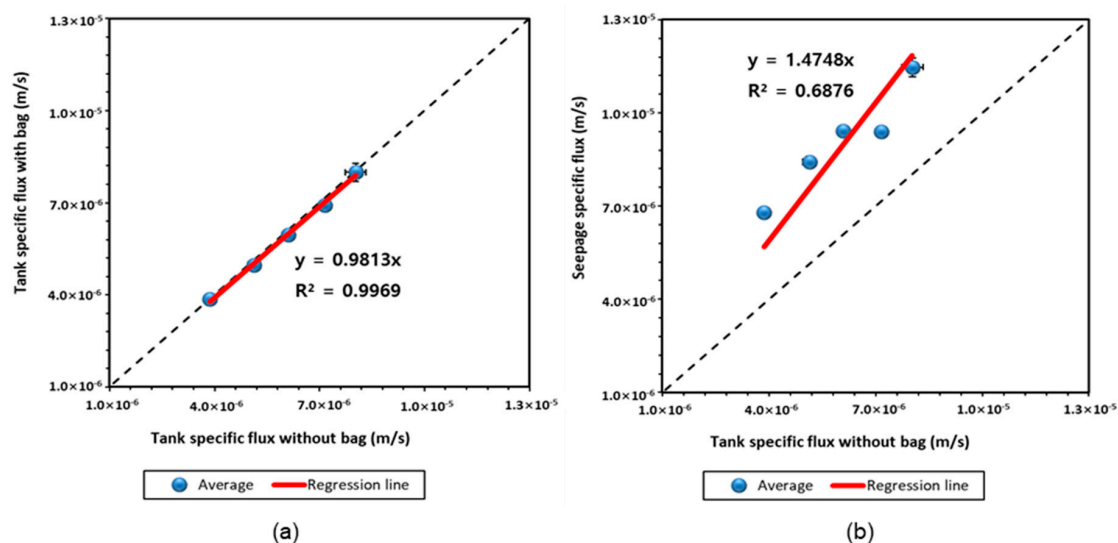 Tank specific flux with bag (m/s)
1.3×10⁻⁵
1.0×10⁻⁵
7.0×10⁻⁶
4.0×10⁻⁶
1.0×10⁻⁶
y = 0.9813x
R² = 0.9969
1.0×10⁻⁶ 4.0×10⁻⁶ 7.0×10⁻⁶ 1.0×10⁻⁵ 1.3×10⁻⁵
Tank specific flux without bag (m/s)
Average Regression line
(a)
Seepage specific flux (m/s)
1.3×10⁻⁵
1.0×10⁻⁵
7.0×10⁻⁶
4.0×10⁻⁶
1.0×10⁻⁶
y = 1.4748x
R² = 0.6876
1.0×10⁻⁶ 4.0×10⁻⁶ 7.0×10⁻⁶ 1.0×10⁻⁵ 1.3×10⁻⁵
Tank specific flux without bag (m/s)
Average Regression line
(b)